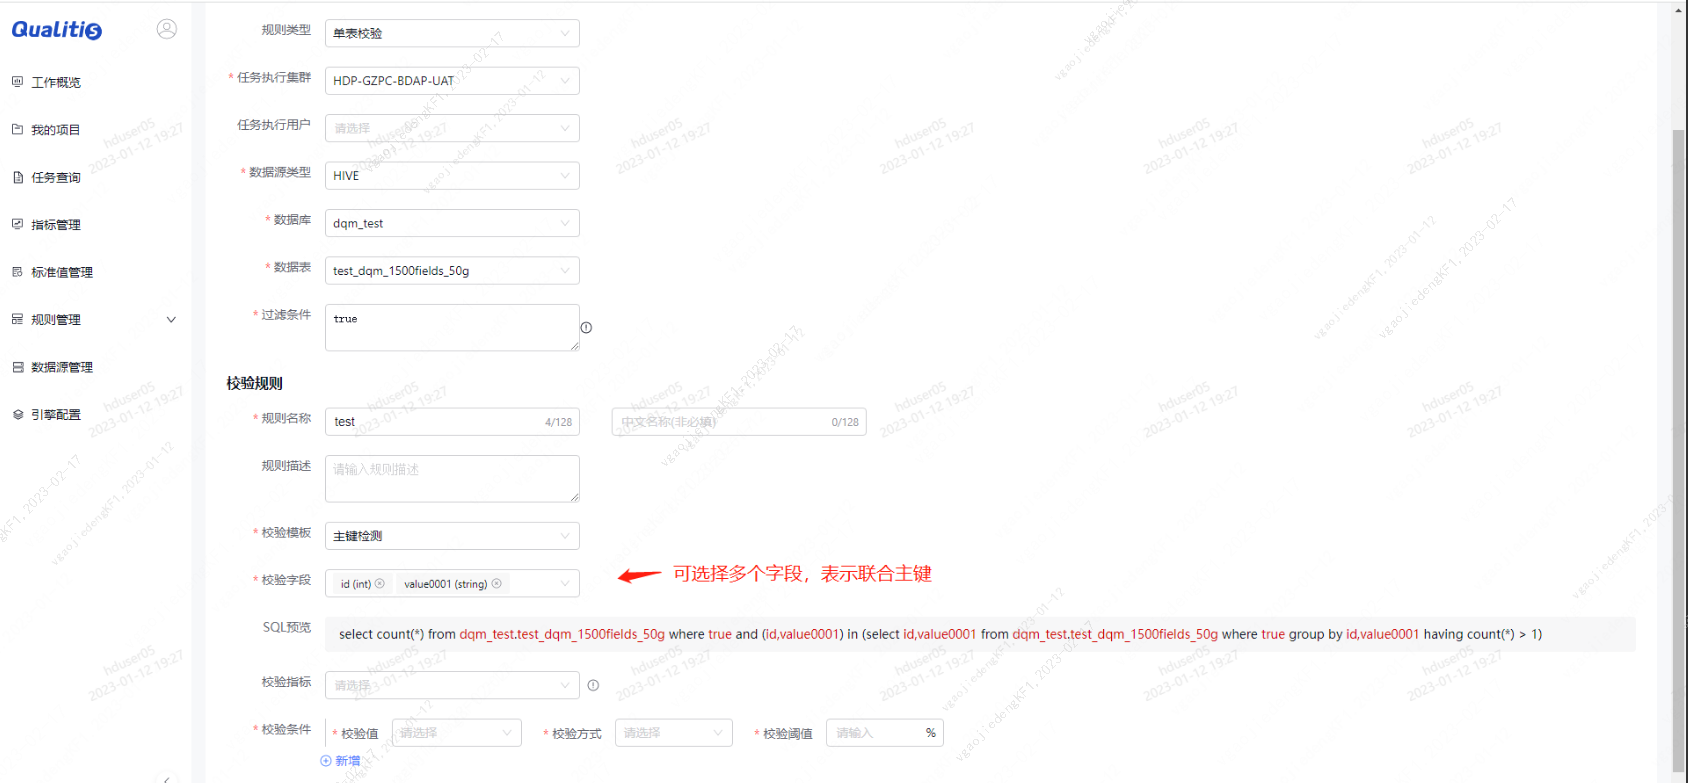 Qualitis
工作概览
我的项目
任务查询
指标管理
标准值管理
规则管理
数据源管理
引擎配置
规则类型 单表校验
* 任务执行集群 HDP-GZPC-BDAP-UAT
任务执行用户 请选择
* 数据源类型 HIVE
* 数据库 dqm_test
* 数据表 test_dqm_1500fields_50g
* 过滤条件 true
校验规则
* 规则名称 test 4/128 中文名称(非必填) 0/128
规则描述 请输入规则描述
* 校验模板 主键检测
* 校验字段 id (int) value0001 (string)
可选择多个字段，表示联合主键
SQL预览 select count(*) from dqm_test.test_dqm_1500fields_50g where true and (id,value0001) in (select id,value0001 from dqm_test.test_dqm_1500fields_50g where true group by id,value0001 having count(*) > 1)
校验指标 请选择
* 校验条件 * 校验值 请选择 * 校验方式 请选择 * 校验阈值 请输入 %
新增
hduser05
2023-01-12 19:27
vgaojiedengKF1,2023-01-12
vgaojiedengKF1,2023-02-17